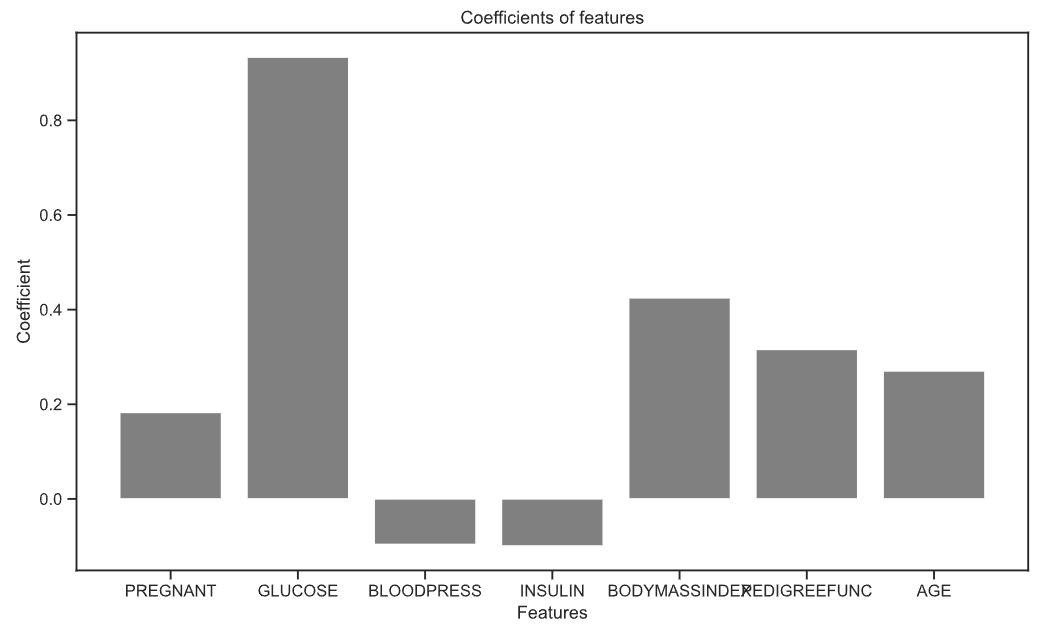 Coefficients of features
Coefficient
0.8
0.6
0.4
0.2
0.0
PREGNANT GLUCOSE BLOODPRESS INSULIN BODYMASSINDEX PEDIGREEFUNC AGE
Features